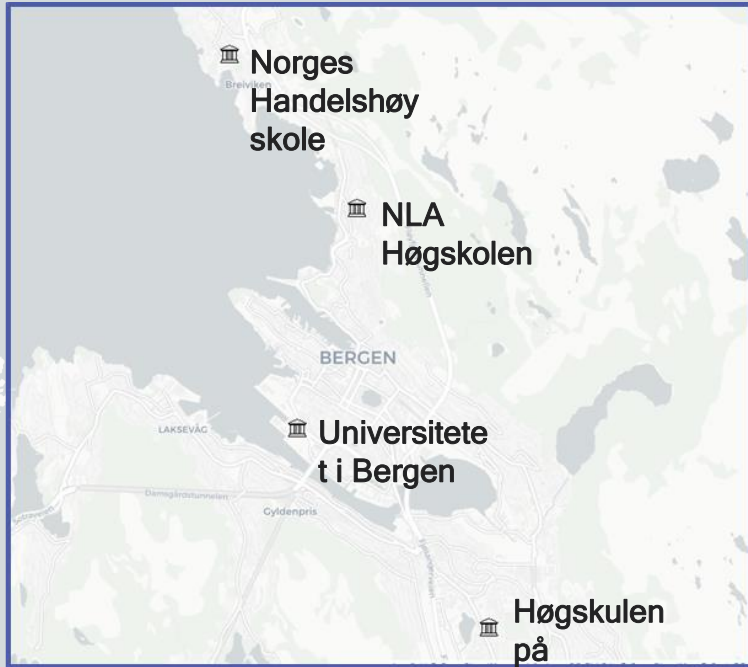 Norges
Handelshøy
skole
Breiviken
NLA
Høgskolen
BERGEN
LAKSEVÅG
Universitete
t i Bergen
Damsgårdstunnelen
Gyldenpris
Høgskulen
på